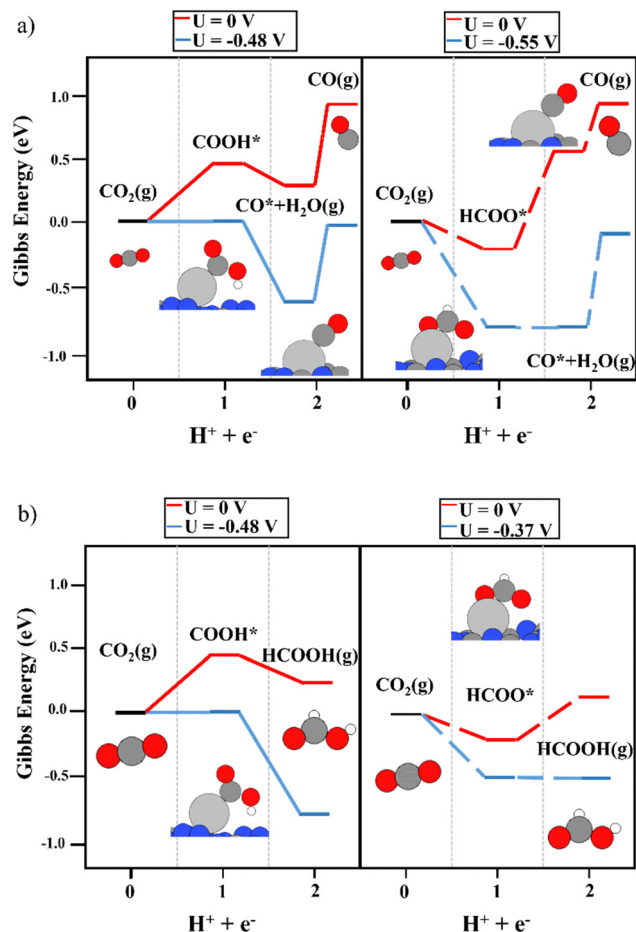 a)
U = 0 V
U = -0.48 V
U = 0 V
U = -0.55 V
Gibbs Energy (eV)
1.0
0.5
0.0
-0.5
-1.0
CO2(g)
COOH*
CO*+H2O(g)
CO(g)
0 1 2
H+ + e-
CO2(g)
HCOO*
CO(g)
CO*+H2O(g)
0 1 2
H+ + e-
b)
U = 0 V
U = -0.48 V
U = 0 V
U = -0.37 V
Gibbs Energy (eV)
1.0
0.5
0.0
-0.5
-1.0
CO2(g)
COOH*
HCOOH(g)
0 1 2
H+ + e-
CO2(g)
HCOO*
HCOOH(g)
0 1 2
H+ + e-